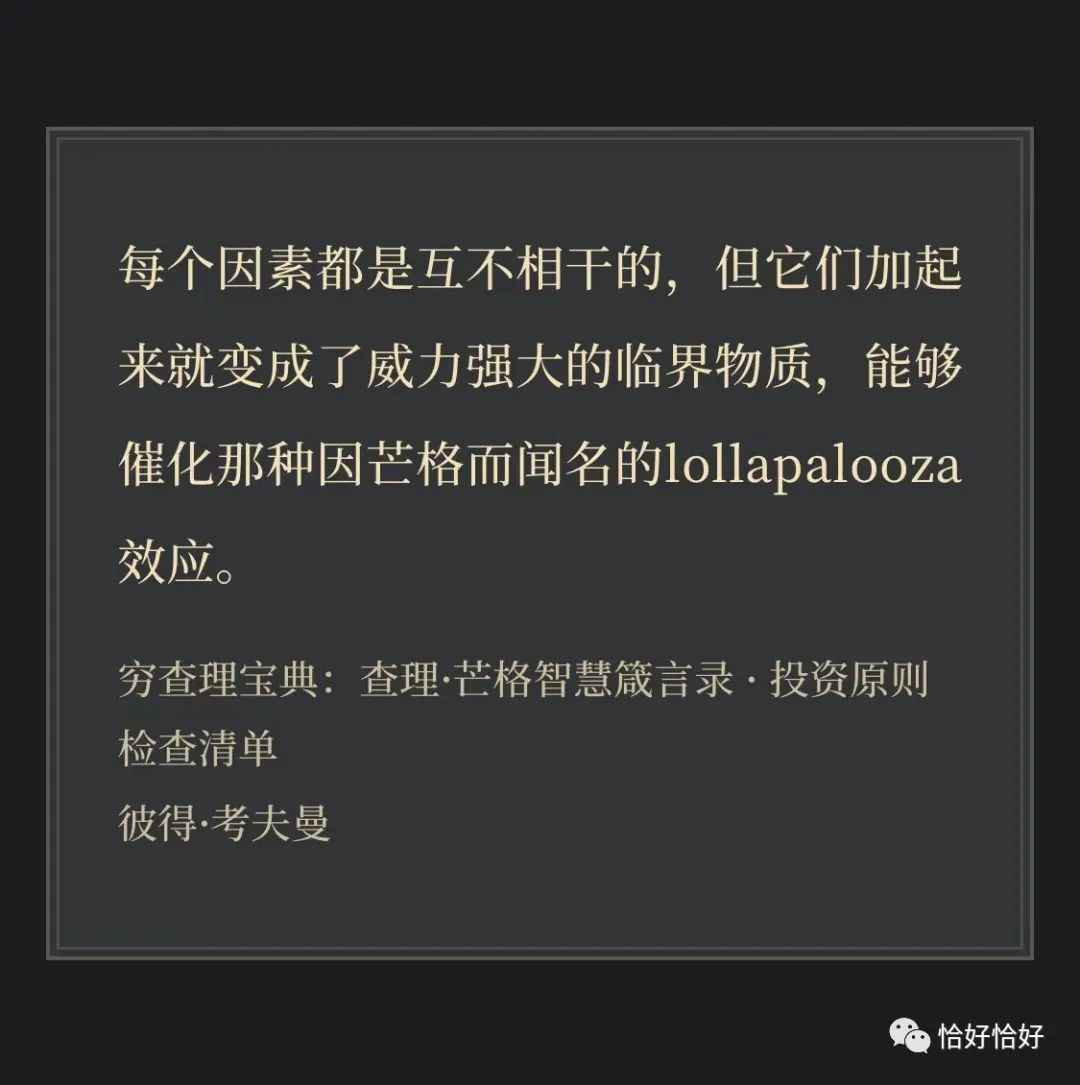 每个因素都是互不相干的，但它们加起
来就变成了威力强大的临界物质，能够
催化那种因芒格而闻名的lollapalooza
效应。
穷查理宝典：查理·芒格智慧箴言录 · 投资原则
检查清单
彼得·考夫曼
恰好恰好